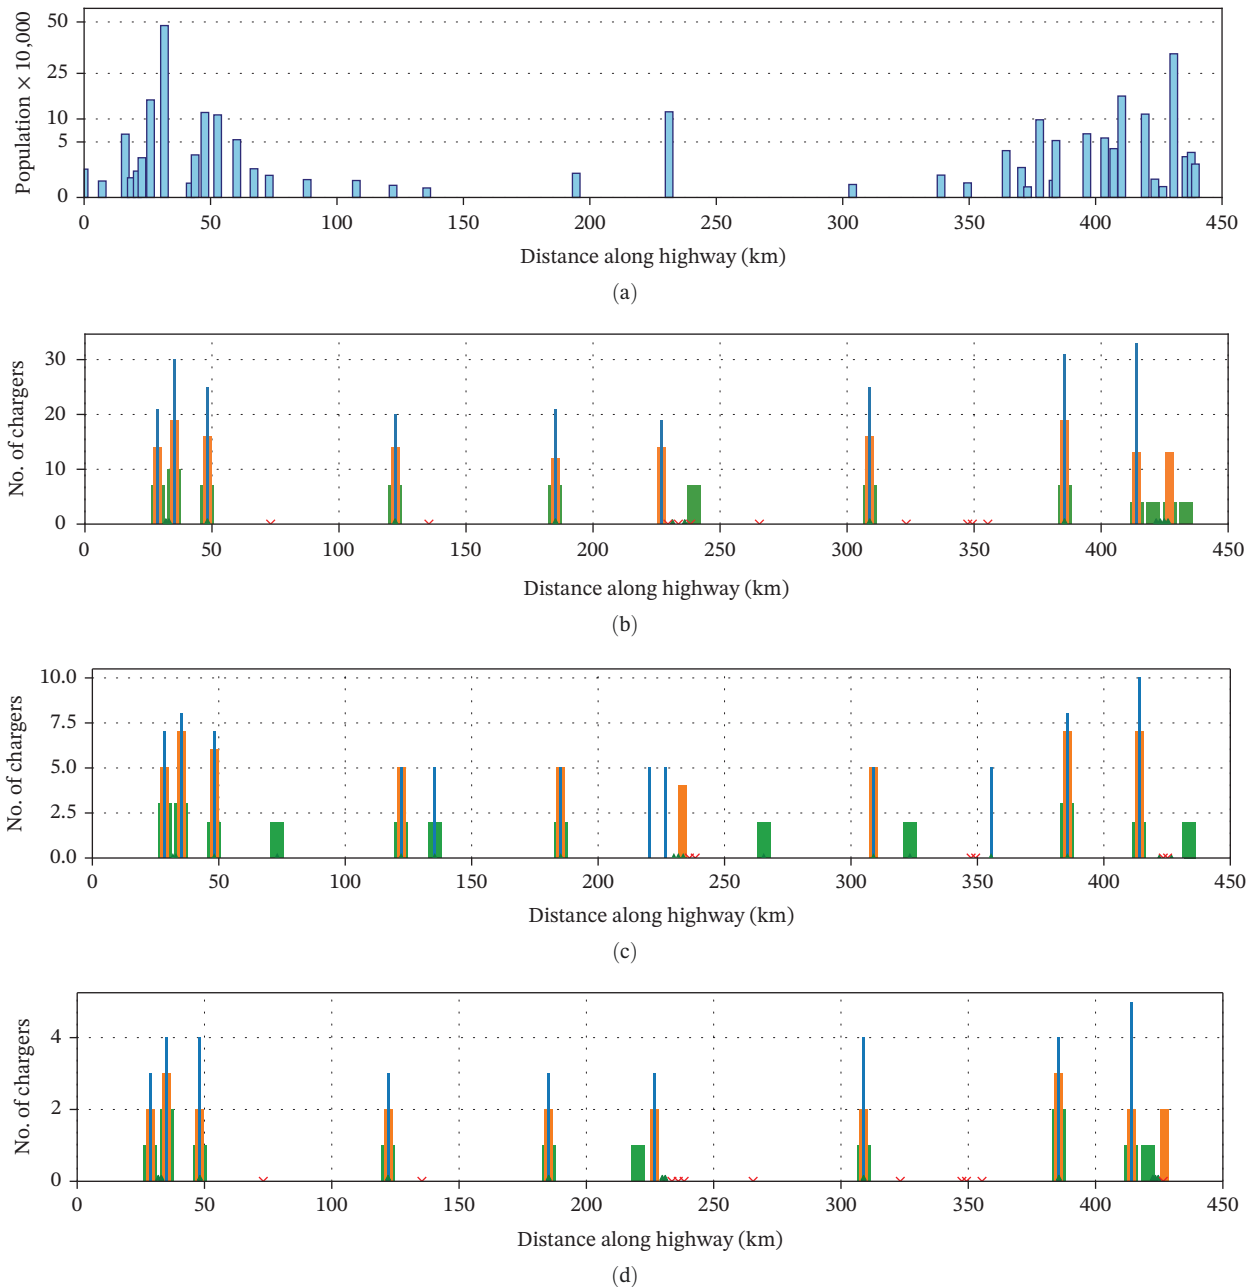 Population × 10,000
50
25
10
5
0
0 50 100 150 200 250 300 350 400 450
Distance along highway (km)
(a)
No. of chargers
30
20
10
0
0 50 100 150 200 250 300 350 400 450
Distance along highway (km)
(b)
No. of chargers
10.0
7.5
5.0
2.5
0.0
0 50 100 150 200 250 300 350 400 450
Distance along highway (km)
(c)
No. of chargers
4
2
0
0 50 100 150 200 250 300 350 400 450
Distance along highway (km)
(d)